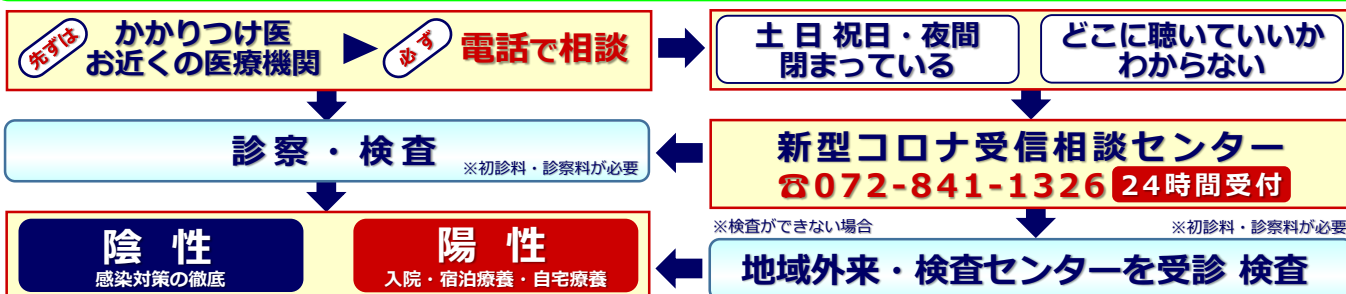 先ずは
かかりつけ医
お近くの医療機関
必ず
電話で相談
土 日 祝日・夜間
閉まっている
どこに聴いていいか
わからない
診察・検査
※初診料・診察料が必要
新型コロナ受信相談センター
☎072-841-1326 24時間受付
陰 性
感染対策の徹底
陽 性
入院・宿泊療養・自宅療養
※検査ができない場合
※初診料・診察料が必要
地域外来・検査センターを受診 検査